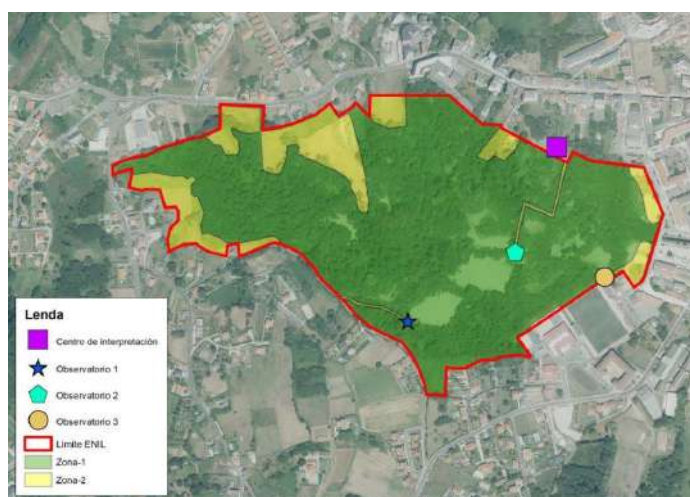 Lenda
Centro de interpretación
Observatorio 1
Observatorio 2
Observatorio 3
Límite ENIL
Zona-1
Zona-2